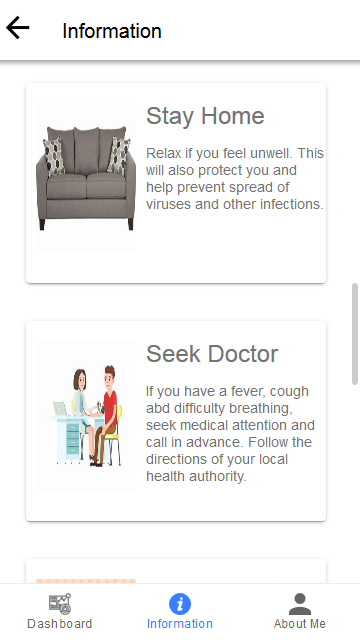 Information
Stay Home
Relax if you feel unwell. This
will also protect you and
help prevent spread of
viruses and other infections.
Seek Doctor
If you have a fever, cough
abd difficulty breathing,
seek medical attention and
call in advance. Follow the
directions of your local
health authority.
Dashboard
Information
About Me